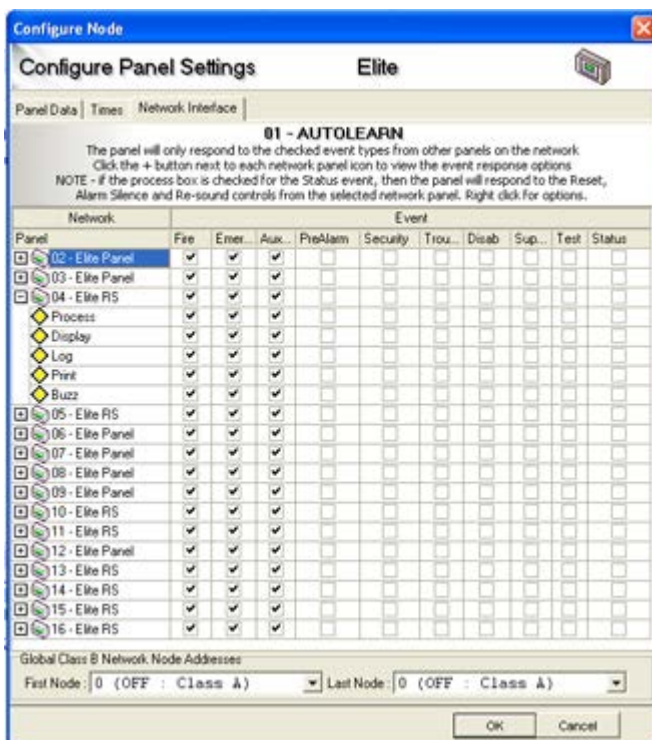 Configure Node
Configure Panel Settings Elite
Panel Data Times Network Interface
01 - AUTOLEARN
The panel will only respond to the checked event types from other panels on the network
Click the + button next to each network panel icon to view the event response options
NOTE - if the process box is checked for the Status event, then the panel will respond to the Reset,
Alarm Silence and Re-sound controls from the selected network panel. Right click for options.
Network Event
Panel Fire Emer... Aux... PreAlarm Security Trou... Disab Sup... Test Status
02 - Elite Panel
03 - Elite Panel
04 - Elite RS
Process
Display
Log
Print
Buzz
05 - Elite RS
06 - Elite Panel
07 - Elite Panel
08 - Elite Panel
09 - Elite Panel
10 - Elite RS
11 - Elite RS
12 - Elite Panel
13 - Elite RS
14 - Elite RS
15 - Elite RS
16 - Elite RS
Global Class B Network Node Addresses
First Node : 0 (OFF : Class A) Last Node : 0 (OFF : Class A)
OK Cancel